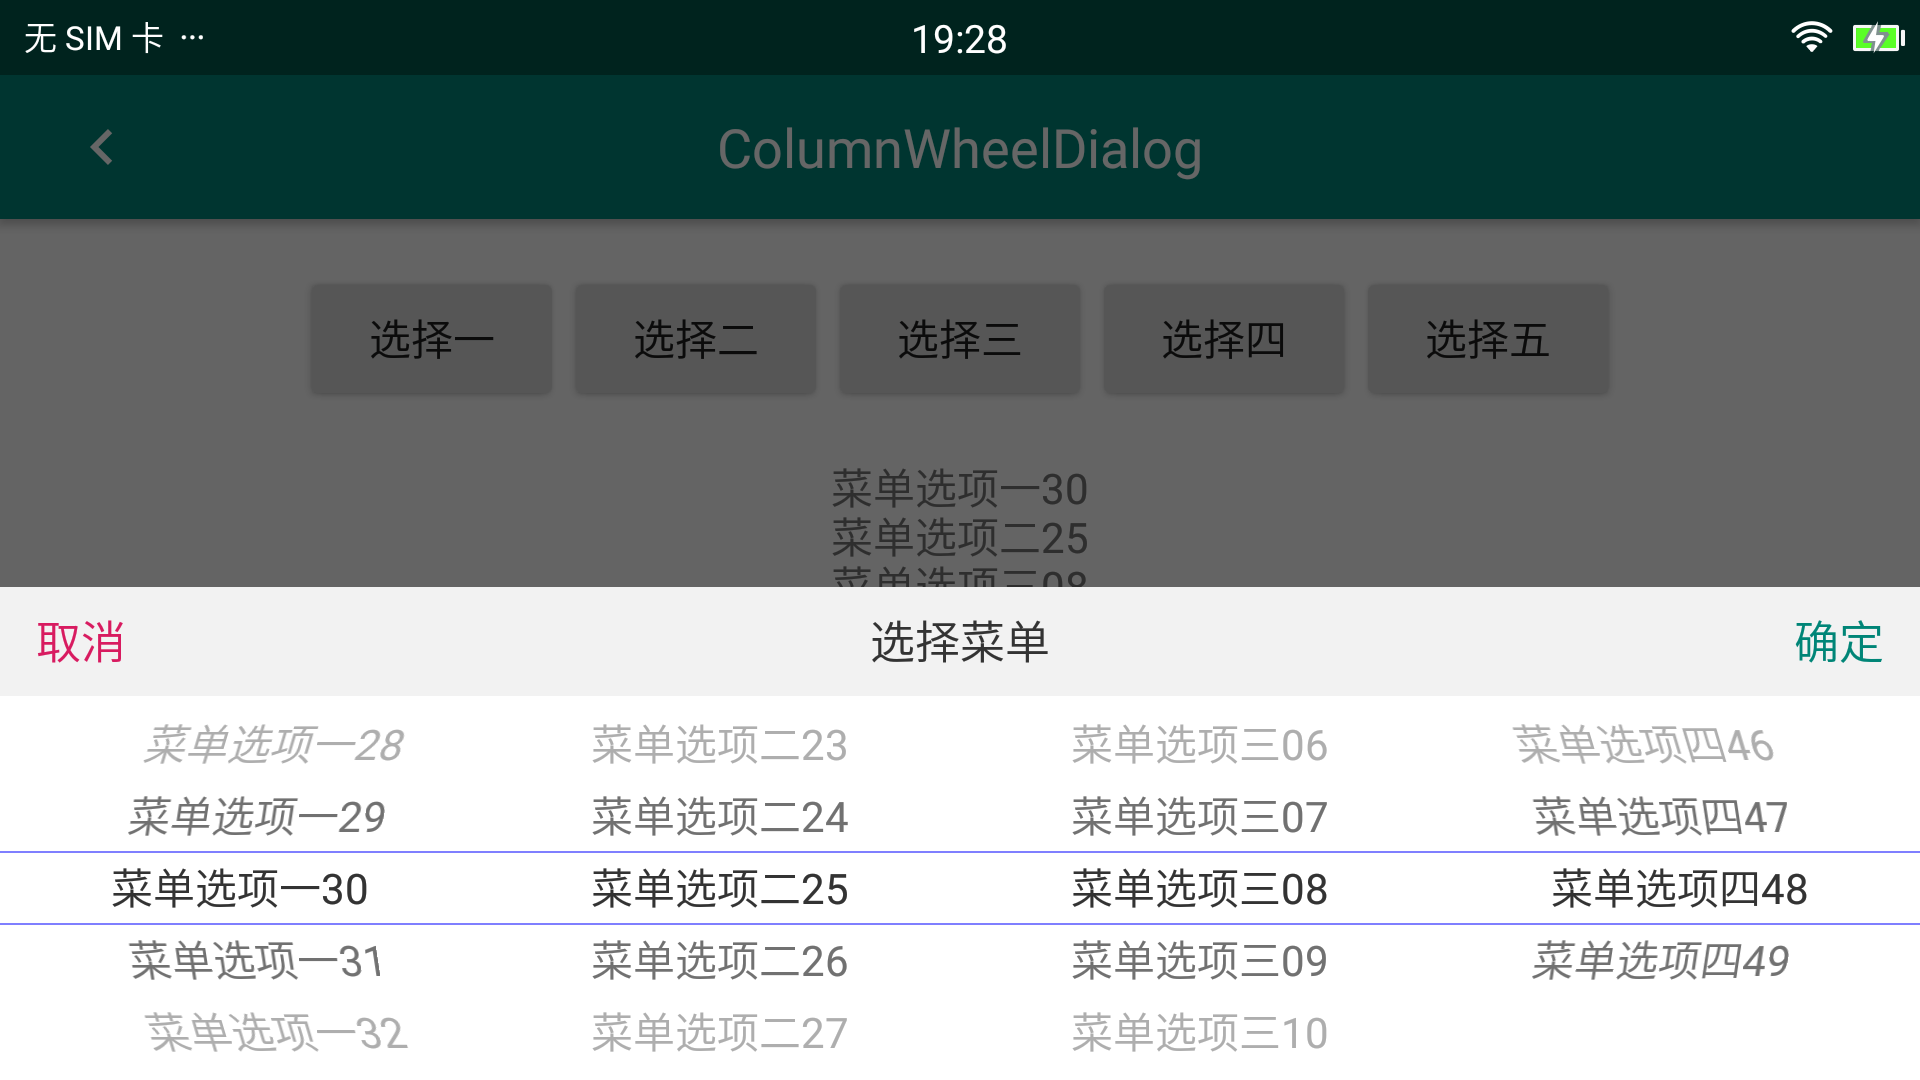 无 SIM 卡 ...
19:28
ColumnWheelDialog
选择一 选择二 选择三 选择四 选择五
菜单选项一30
菜单选项二25
菜单选项三08
取消 选择菜单 确定
菜单选项一28 菜单选项二23 菜单选项三06 菜单选项四46
菜单选项一29 菜单选项二24 菜单选项三07 菜单选项四47
菜单选项一30 菜单选项二25 菜单选项三08 菜单选项四48
菜单选项一31 菜单选项二26 菜单选项三09 菜单选项四49
菜单选项一32 菜单选项二27 菜单选项三10